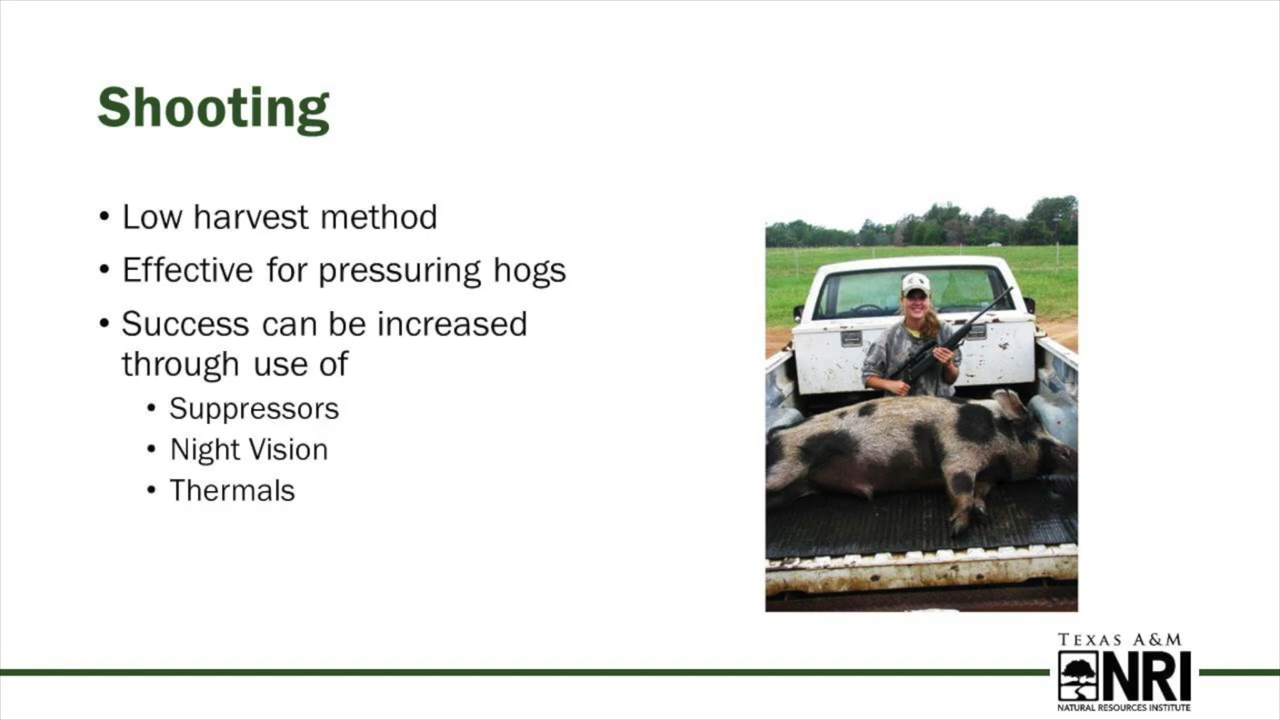 Shooting
• Low harvest method
• Effective for pressuring hogs
• Success can be increased
through use of
• Suppressors
• Night Vision
• Thermals
TEXAS A&M
NRI
NATURAL RESOURCES INSTITUTE